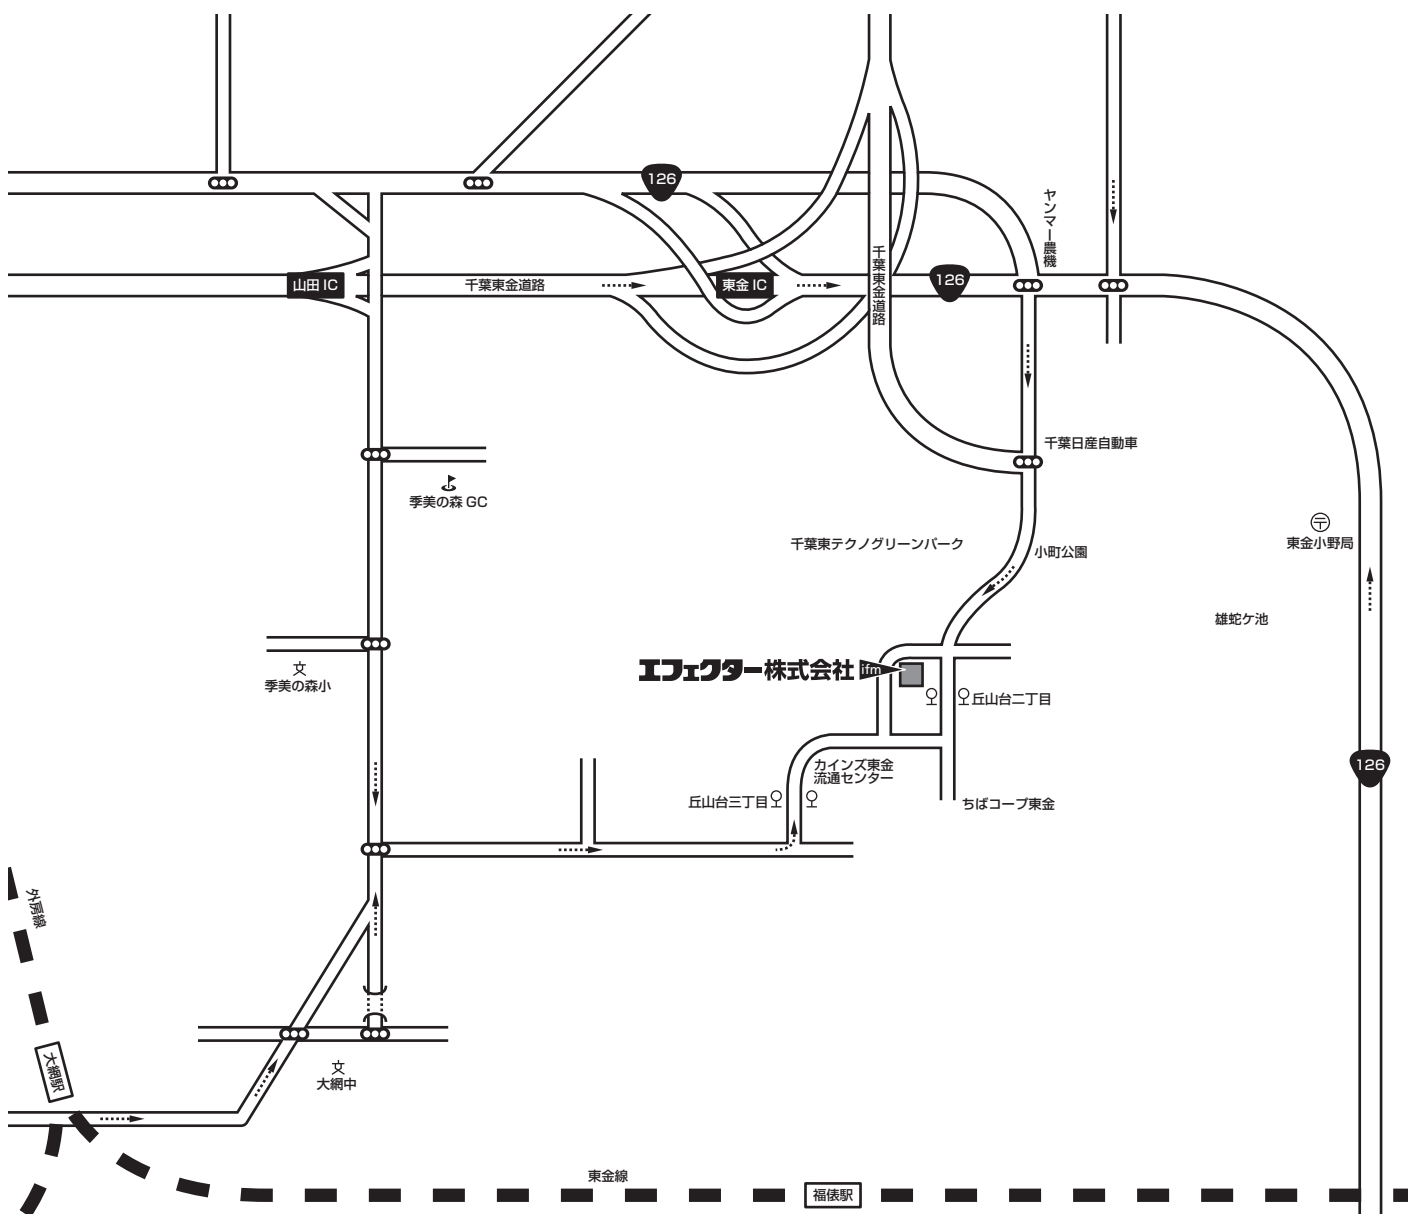 126
ヤンマー農機
千葉東金道路
山田 IC
千葉東金道路
東金 IC
126
千葉日産自動車
季美の森 GC
千葉東テクノグリーンパーク
小町公園
〒
東金小野局
雄蛇ケ池
文
季美の森小
エフェクター株式会社
ifm
丘山台二丁目
カインズ東金
流通センター
126
丘山台三丁目
ちばコープ東金
外房線
大網駅
文
大網中
東金線
福俵駅